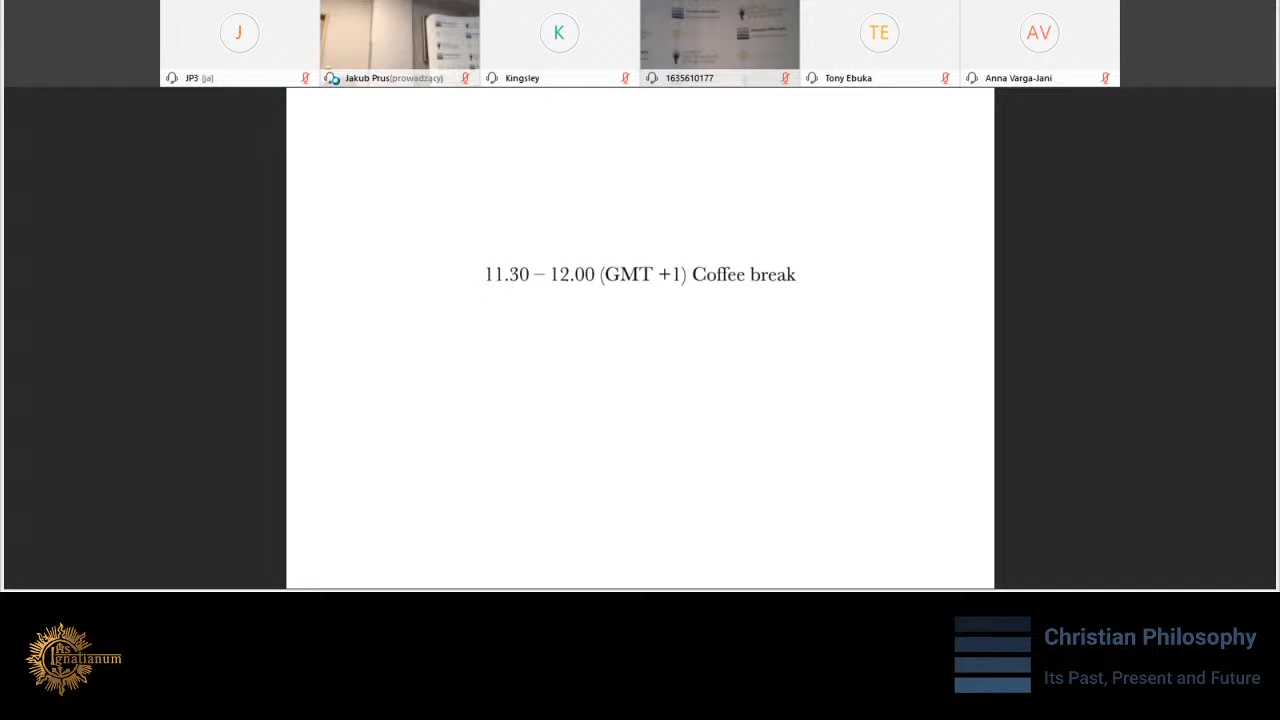 J
K
TE
AV
JP3 (ja)
Jakub Prus(prowadzący)
Kingsley
1635610177
Tony Ebuka
Anna Varga-Jani
11.30 – 12.00 (GMT +1) Coffee break
Ignatianum
Christian Philosophy
Its Past, Present and Future